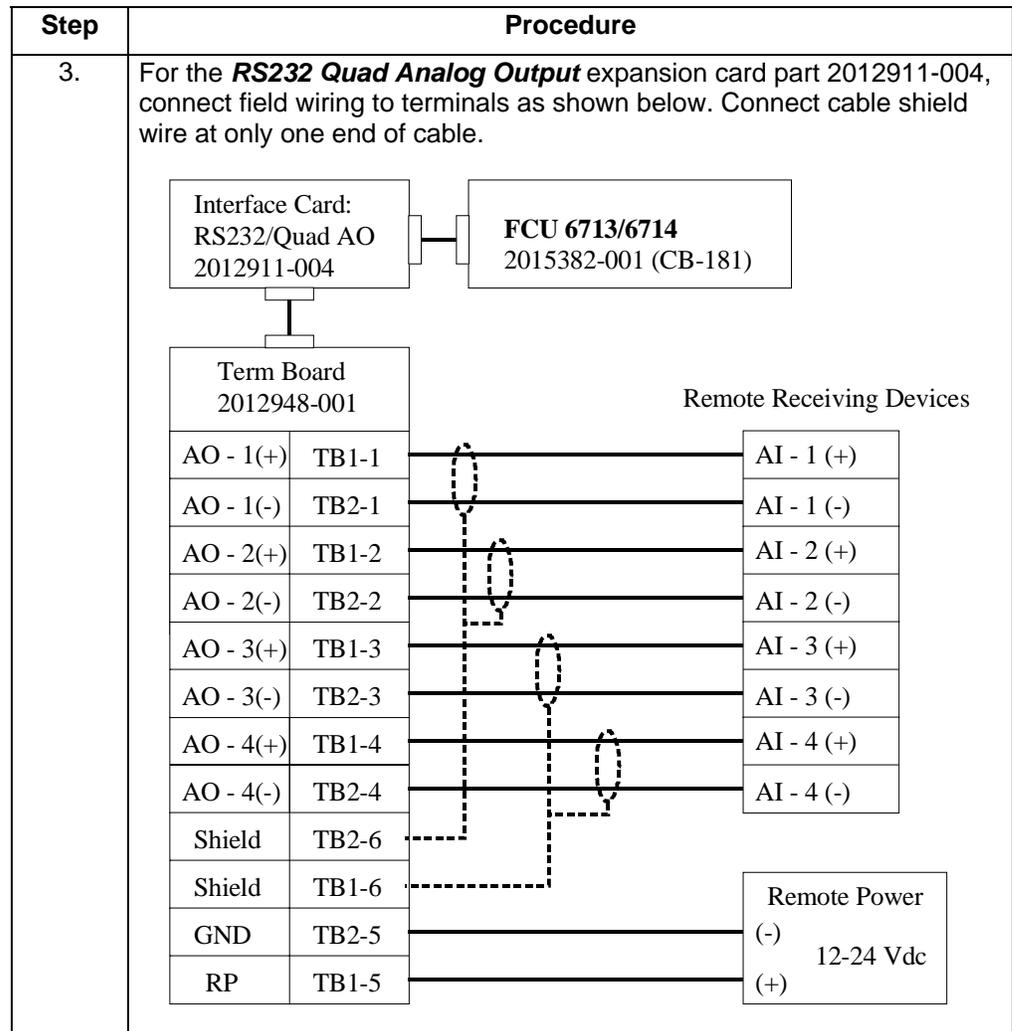 Step Procedure
3. For the RS232 Quad Analog Output expansion card part 2012911-004,
connect field wiring to terminals as shown below. Connect cable shield
wire at only one end of cable.
Interface Card:
RS232/Quad AO
2012911-004
FCU 6713/6714
2015382-001 (CB-181)
Term Board
2012948-001
Remote Receiving Devices
AO - 1(+) TB1-1 AI - 1 (+)
AO - 1(-) TB2-1 AI - 1 (-)
AO - 2(+) TB1-2 AI - 2 (+)
AO - 2(-) TB2-2 AI - 2 (-)
AO - 3(+) TB1-3 AI - 3 (+)
AO - 3(-) TB2-3 AI - 3 (-)
AO - 4(+) TB1-4 AI - 4 (+)
AO - 4(-) TB2-4 AI - 4 (-)
Shield TB2-6
Shield TB1-6
Remote Power
GND TB2-5 (-)
12-24 Vdc
RP TB1-5 (+)